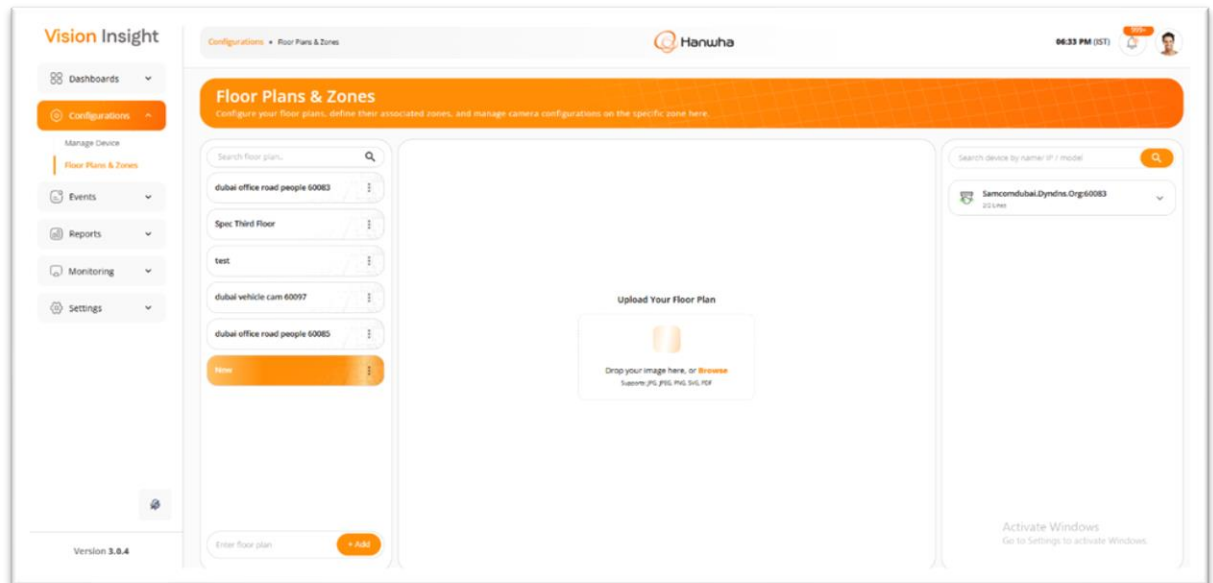 Vision Insight
Configurations • Floor Plans & Zones
Hanwha
06:33 PM (IST)
Dashboards
Configurations
Manage Device
Floor Plans & Zones
Events
Reports
Monitoring
Settings
Version 3.0.4
Floor Plans & Zones
Configure your floor plans, define their associated zones, and manage camera configurations on the specific zone here.
Search floor plan..
dubai office road people 60083
Spec Third Floor
test
dubai vehicle cam 60097
dubai office road people 60085
New
Enter floor plan
+ Add
Upload Your Floor Plan
Drop your image here, or Browse
Supports: JPG, JPEG, PNG, SVG, PDF
Search device by name/ IP / model
Samcomdubai.Dyndns.Org:60083
Activate Windows
Go to Settings to activate Windows.